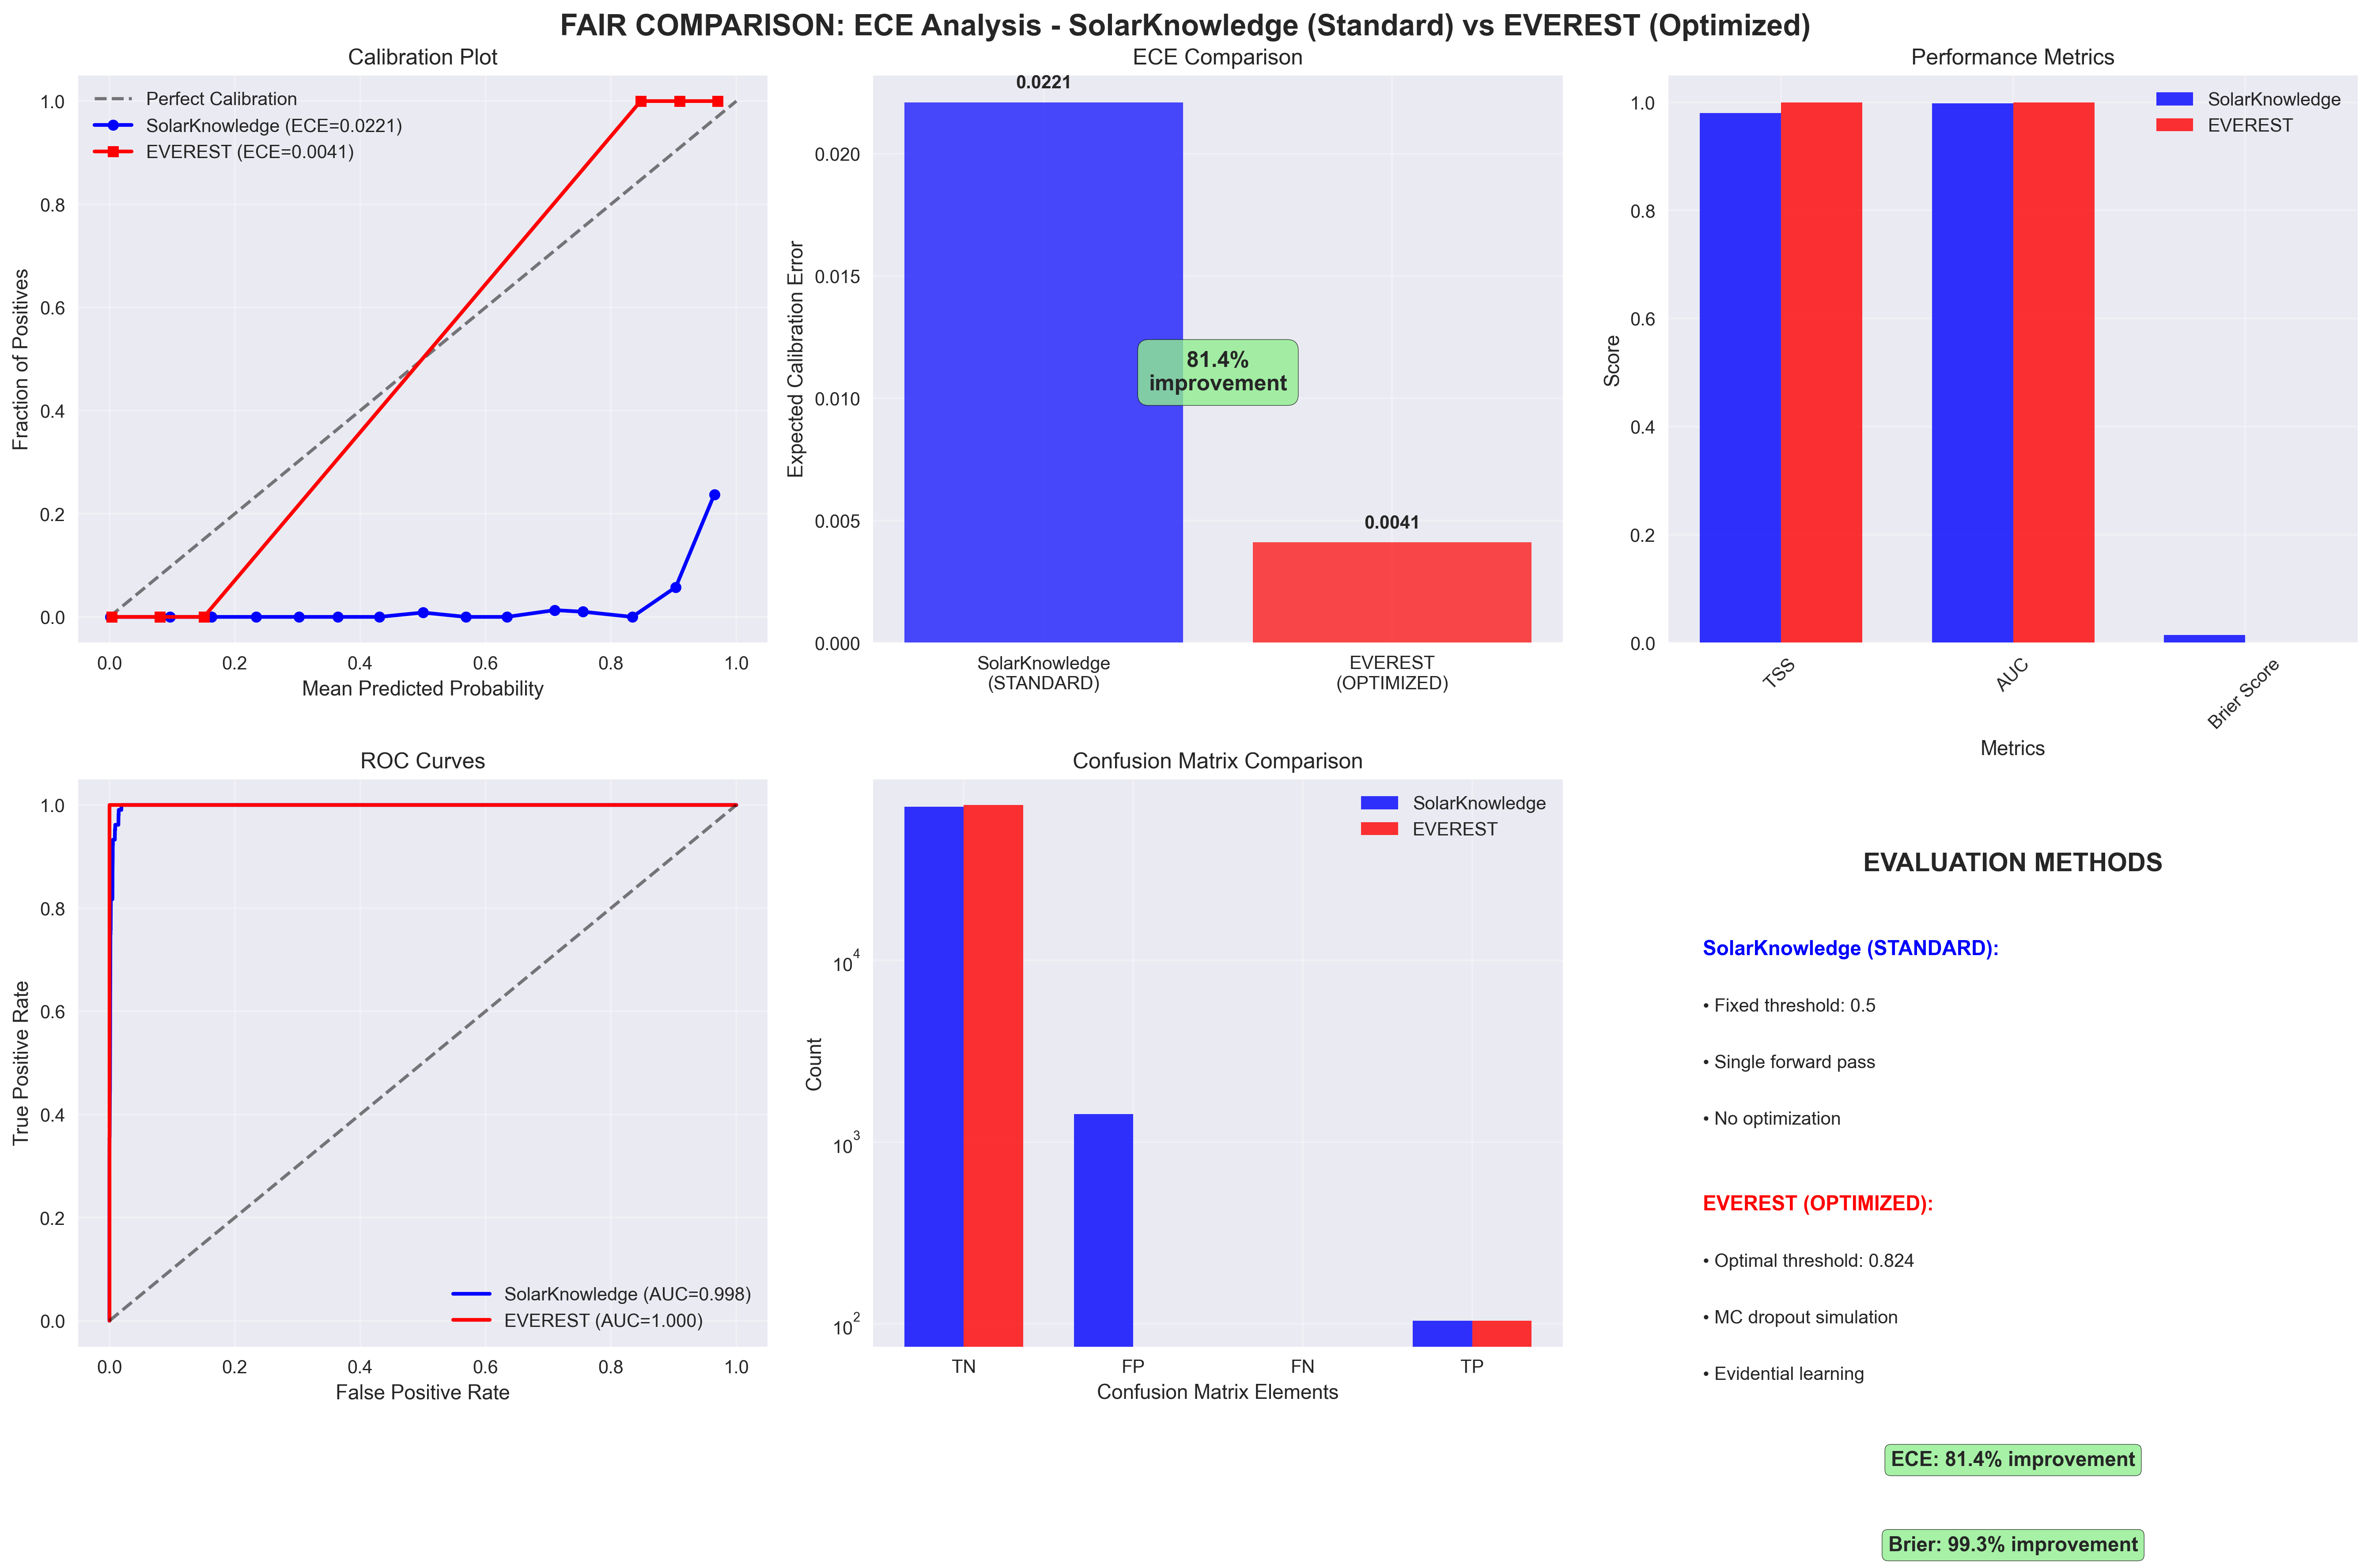 FAIR COMPARISON: ECE Analysis - SolarKnowledge (Standard) vs EVEREST (Optimized)
Calibration Plot
Perfect Calibration
SolarKnowledge (ECE=0.0221)
EVEREST (ECE=0.0041)
Fraction of Positives
1.0
0.8
0.6
0.4
0.2
0.0
0.0 0.2 0.4 0.6 0.8 1.0
Mean Predicted Probability
ECE Comparison
0.0221
81.4%
improvement
0.0041
Expected Calibration Error
0.020
0.015
0.010
0.005
0.000
SolarKnowledge
(STANDARD)
EVEREST
(OPTIMIZED)
Performance Metrics
SolarKnowledge
EVEREST
Score
1.0
0.8
0.6
0.4
0.2
0.0
TSS
AUC
Brier Score
Metrics
ROC Curves
True Positive Rate
1.0
0.8
0.6
0.4
0.2
0.0
SolarKnowledge (AUC=0.998)
EVEREST (AUC=1.000)
0.0 0.2 0.4 0.6 0.8 1.0
False Positive Rate
Confusion Matrix Comparison
SolarKnowledge
EVEREST
Count
10^4
10^3
10^2
TN FP FN TP
Confusion Matrix Elements
EVALUATION METHODS
SolarKnowledge (STANDARD):
• Fixed threshold: 0.5
• Single forward pass
• No optimization
EVEREST (OPTIMIZED):
• Optimal threshold: 0.824
• MC dropout simulation
• Evidential learning
ECE: 81.4% improvement
Brier: 99.3% improvement